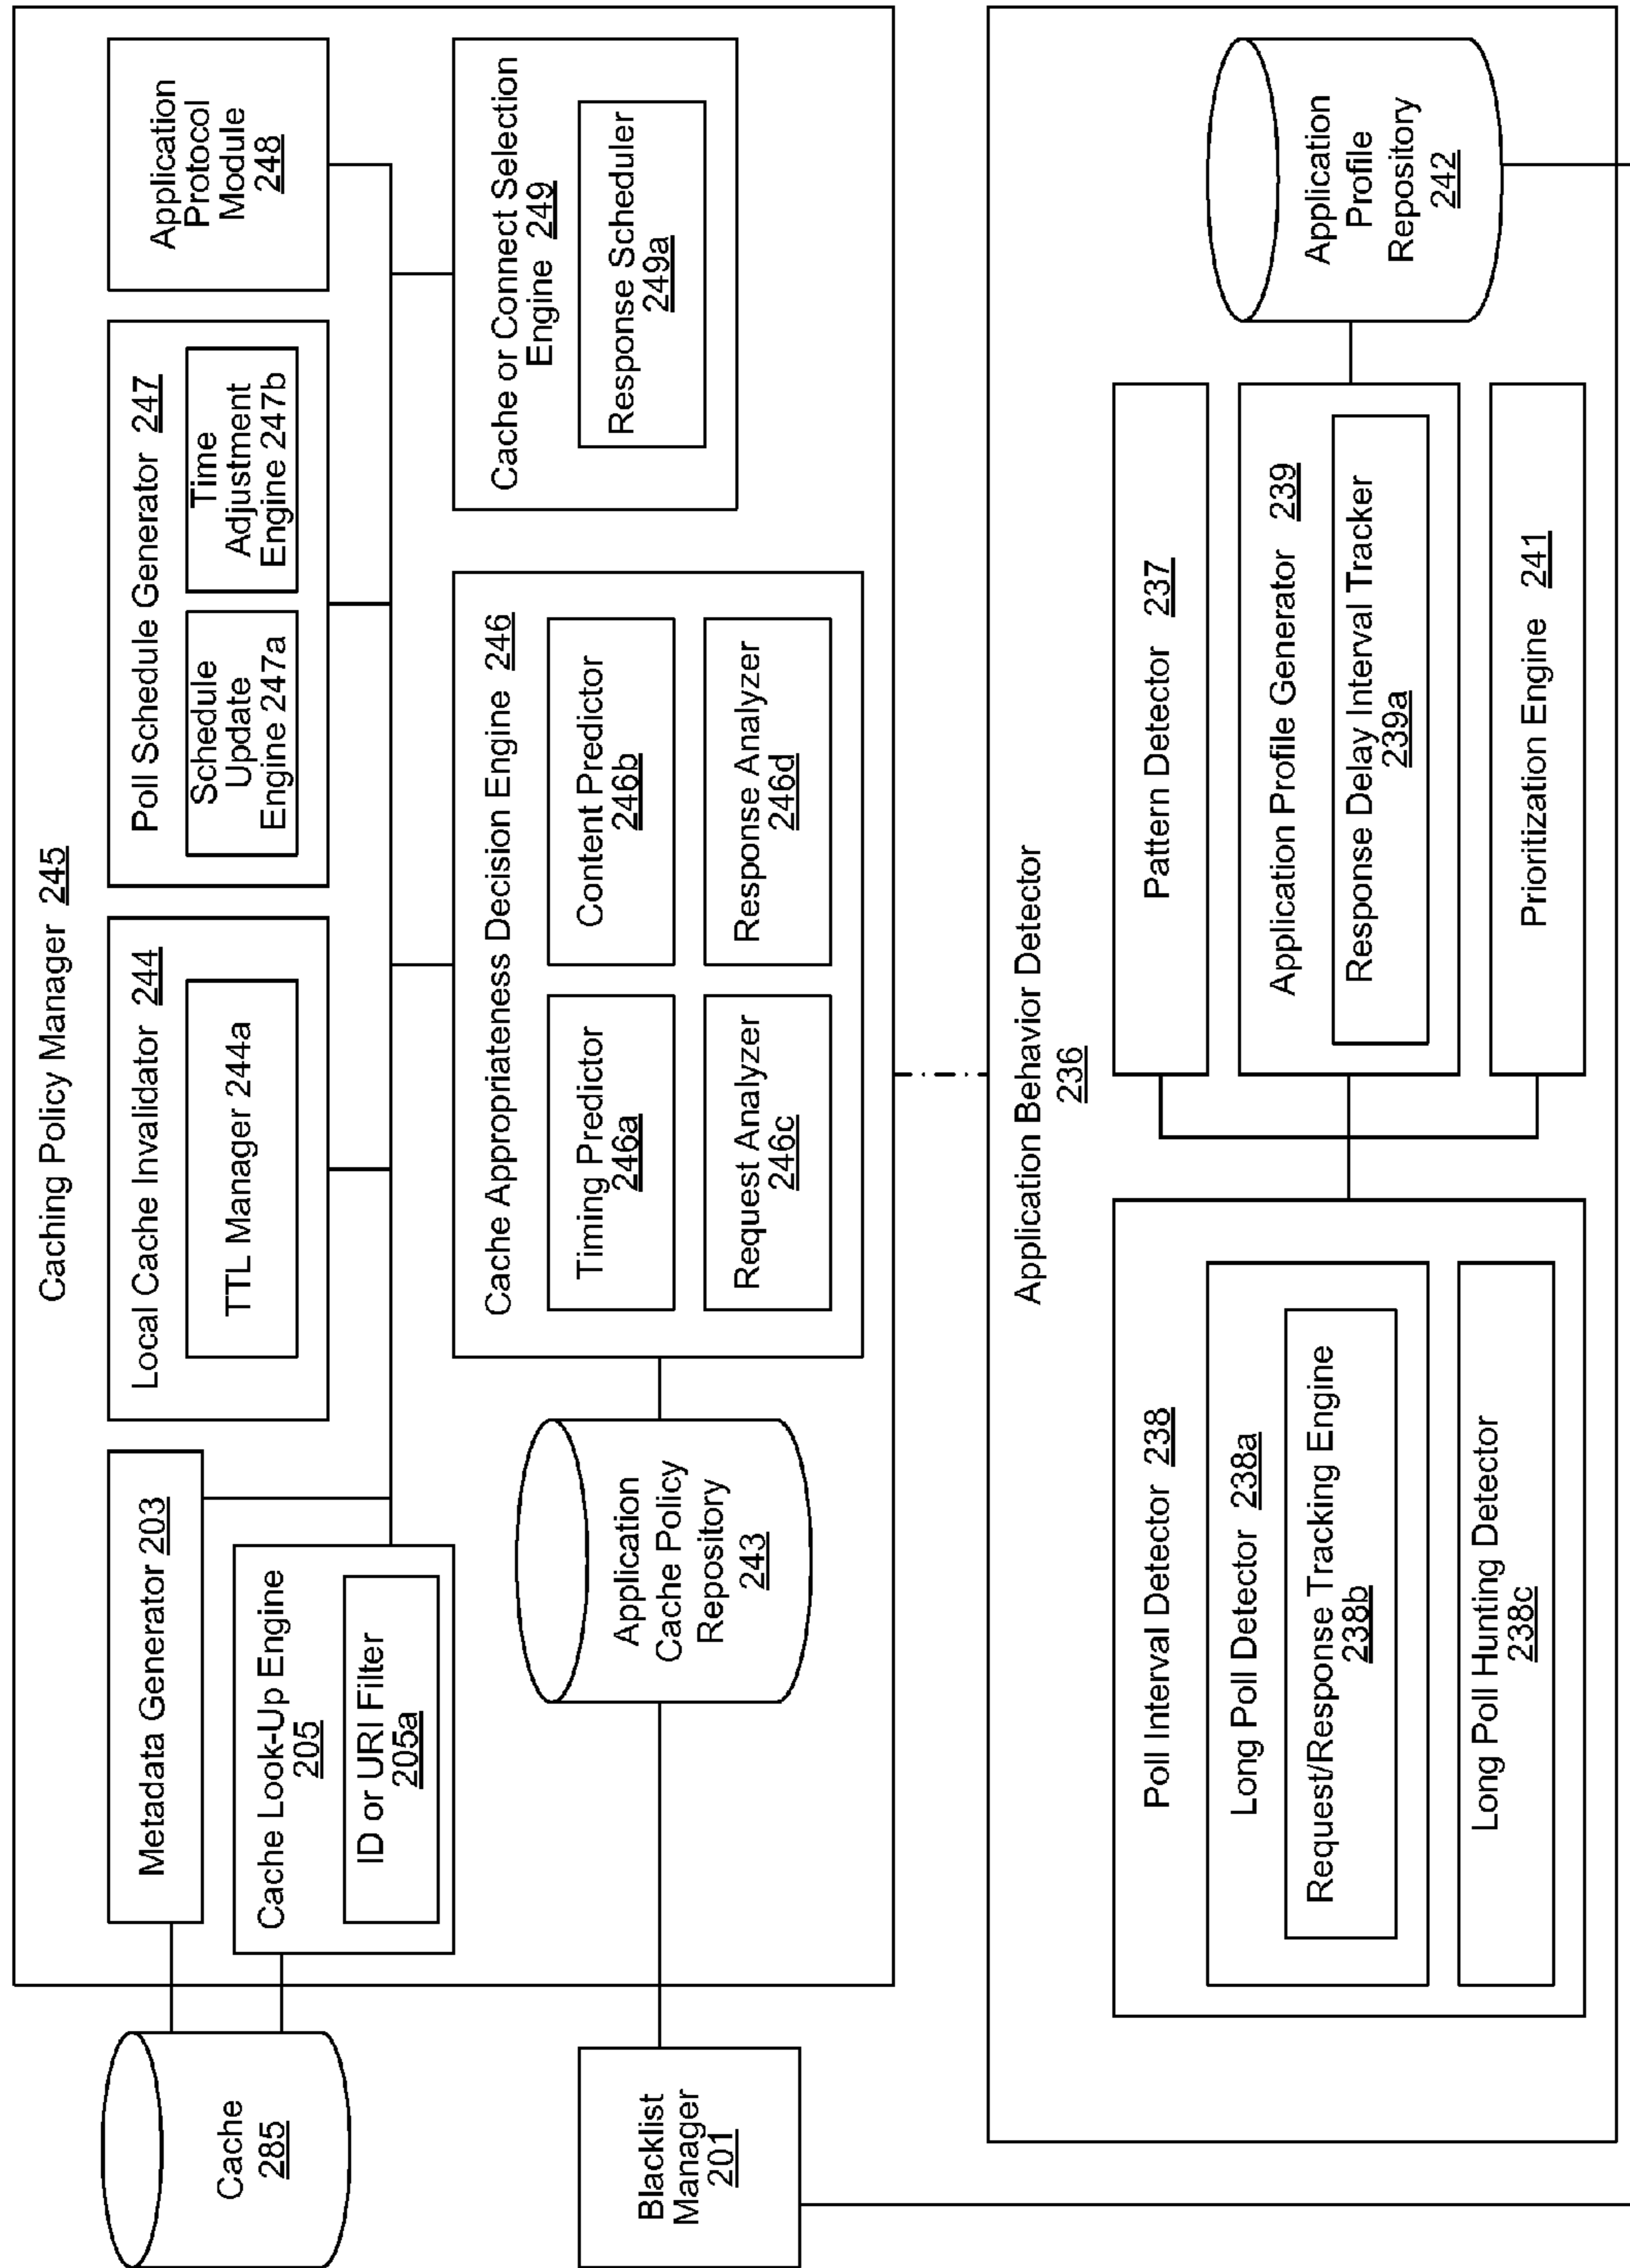 Caching Policy Manager 245
Cache
285
Metadata Generator 203
Cache Look-Up Engine
205
ID or URI Filter
205a
Local Cache Invalidator 244
TTL Manager 244a
Poll Schedule Generator 247
Schedule
Update
Engine 247a
Time
Adjustment
Engine 247b
Application
Protocol
Module
248
Blacklist
Manager
201
Application
Cache Policy
Repository
243
Cache Appropriateness Decision Engine 246
Timing Predictor
246a
Content Predictor
246b
Request Analyzer
246c
Response Analyzer
246d
Cache or Connect Selection
Engine 249
Response Scheduler
249a
Application Behavior Detector
236
Poll Interval Detector 238
Long Poll Detector 238a
Request/Response Tracking Engine
238b
Long Poll Hunting Detector
238c
Pattern Detector 237
Application Profile Generator 239
Response Delay Interval Tracker
239a
Prioritization Engine 241
Application
Profile
Repository
242